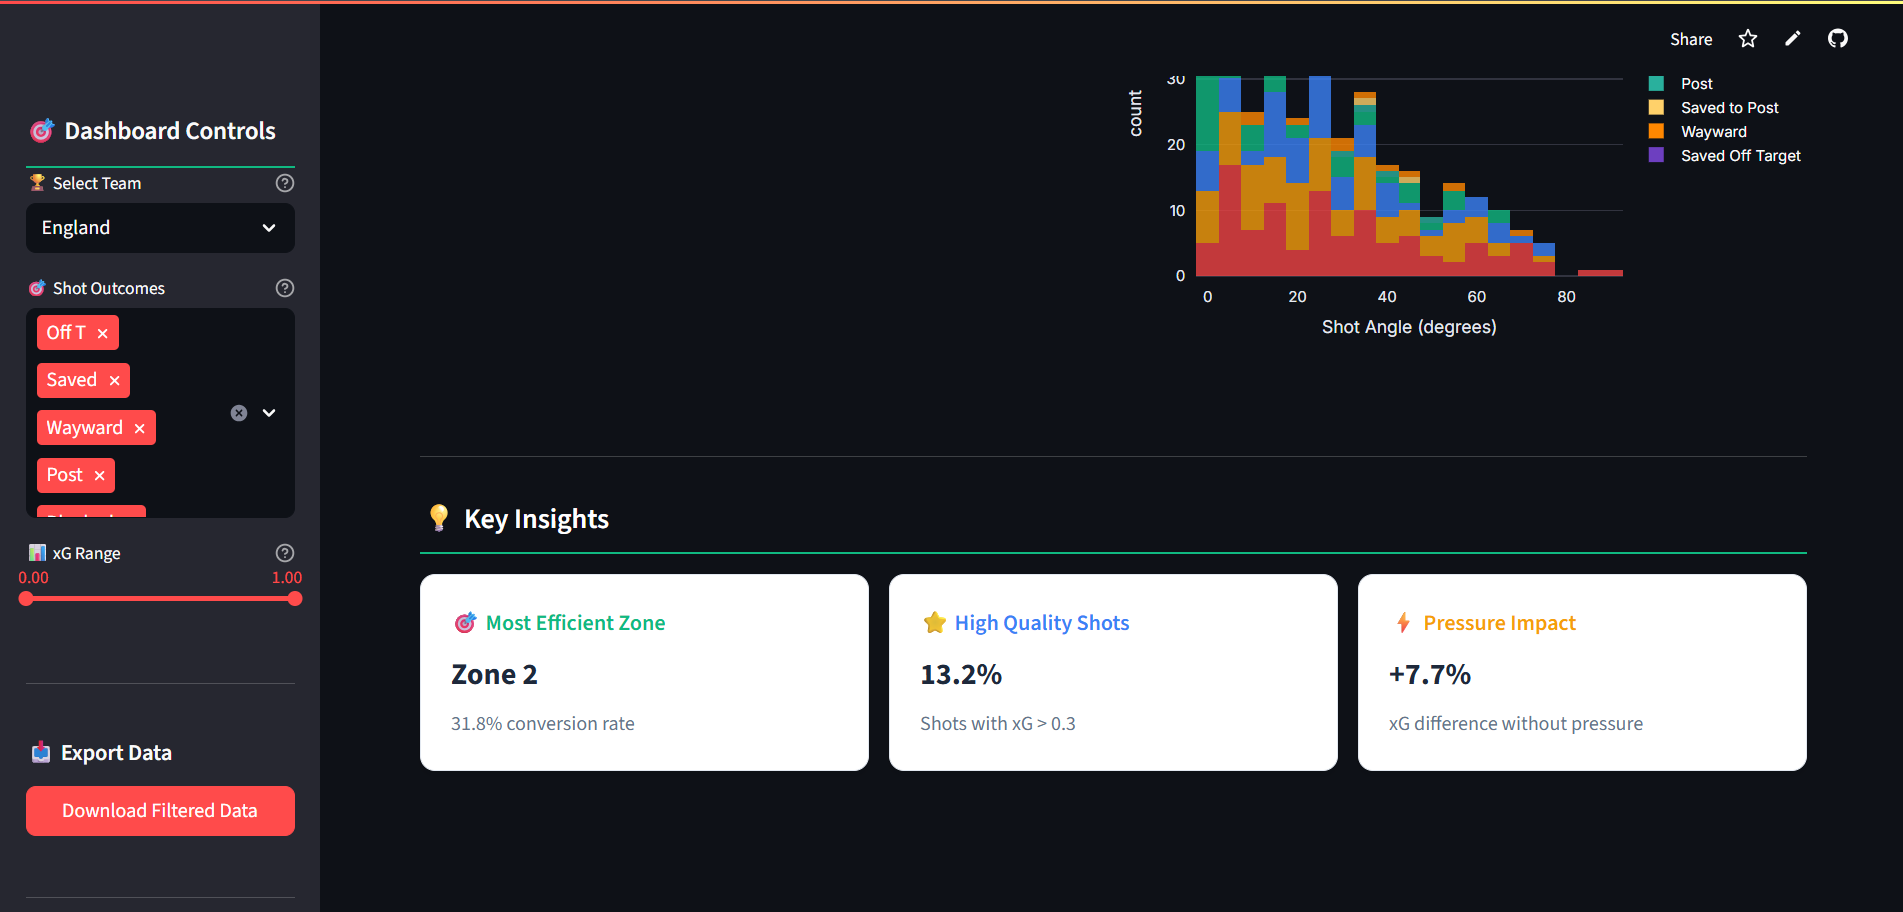 Dashboard Controls
Select Team
England
Shot Outcomes
Off T
Saved
Wayward
Post
xG Range
0.00 1.00
Export Data
Download Filtered Data
Share
count
30
20
10
0
0 20 40 60 80
Shot Angle (degrees)
Post
Saved to Post
Wayward
Saved Off Target
Key Insights
Most Efficient Zone
Zone 2
31.8% conversion rate
High Quality Shots
13.2%
Shots with xG > 0.3
Pressure Impact
+7.7%
xG difference without pressure